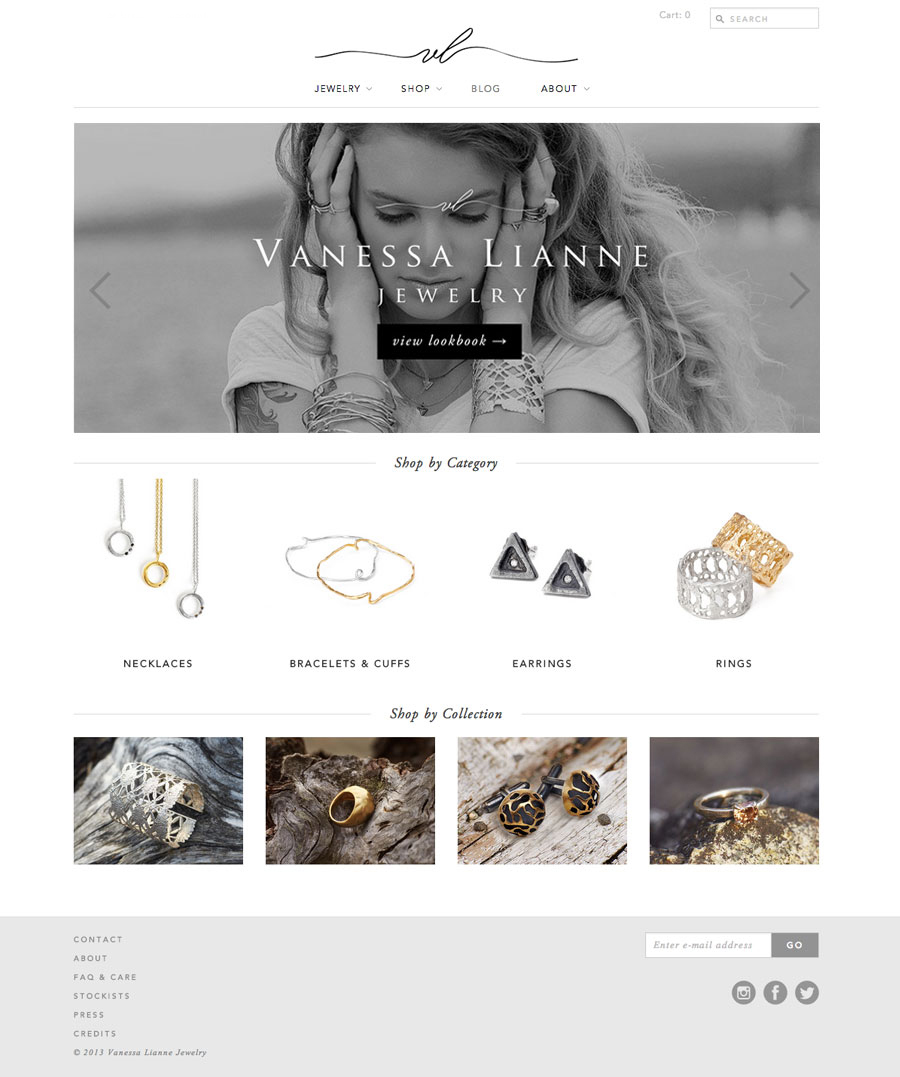 Cart: 0
SEARCH
vl
JEWELRY SHOP BLOG ABOUT
vl
VANESSA LIANNE
JEWELRY
view lookbook →
Shop by Category
NECKLACES BRACELETS & CUFFS EARRINGS RINGS
Shop by Collection
CONTACT
ABOUT
FAQ & CARE
STOCKISTS
PRESS
CREDITS
© 2013 Vanessa Lianne Jewelry
Enter e-mail address GO